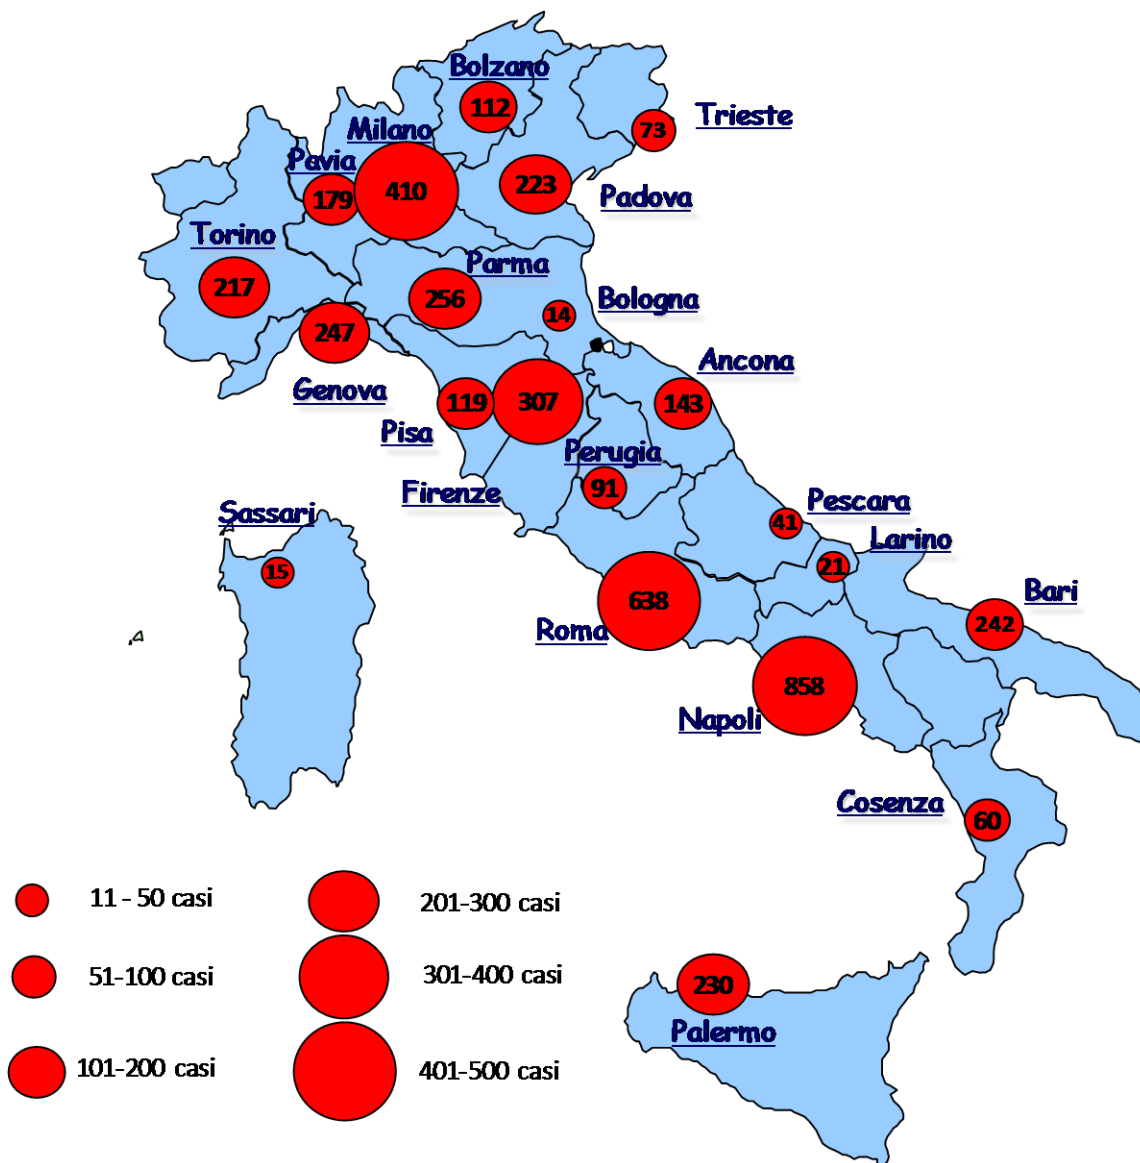 Bolzano
112
Trieste
73
Milano
410
Pavia
179
223
Padova
Torino
217
Parma
256
Bologna
14
247
Genova
Ancona
143
119
Pisa
307
Firenze
Perugia
91
Sassari
15
Pescara
41
Larino
21
638
Roma
Bari
242
858
Napoli
Cosenza
60
230
Palermo
11 - 50 casi
51-100 casi
101-200 casi
201-300 casi
301-400 casi
401-500 casi